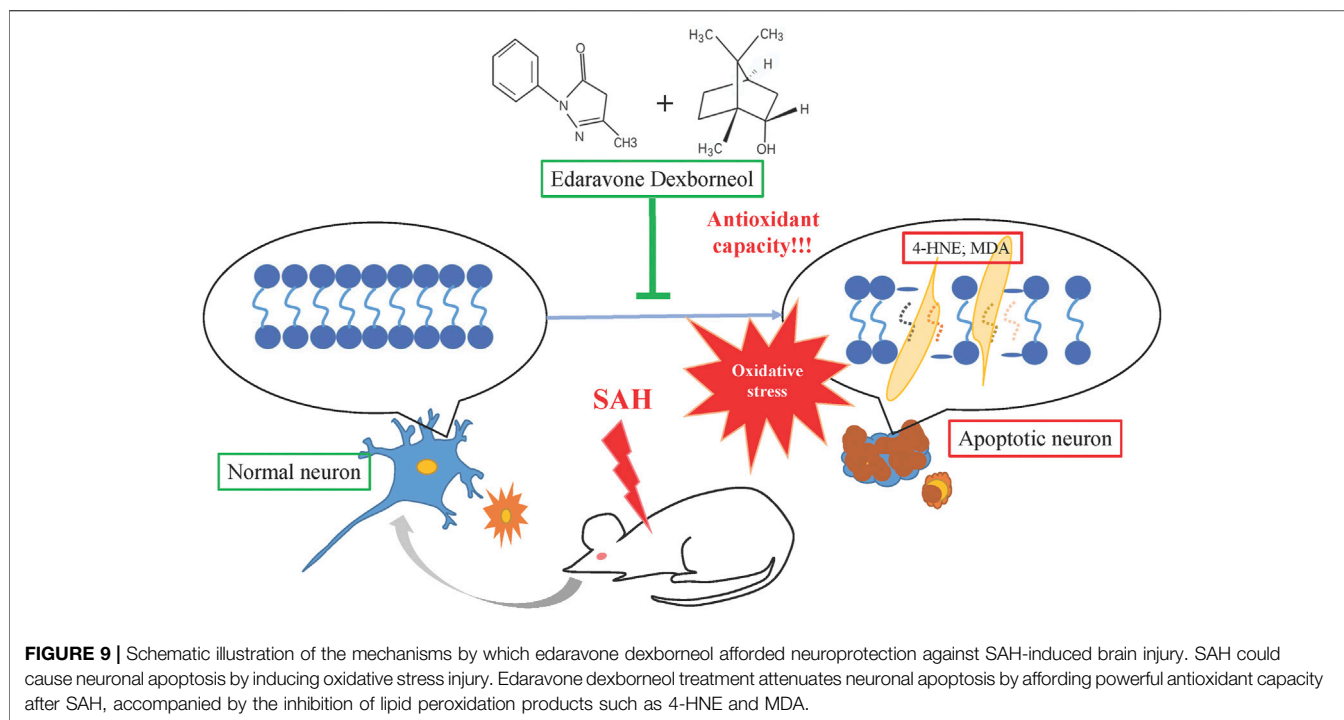 O
N
N
CH3
+
H₃C
CH₃
CH₃
H
H
H₃C
OH
Edaravone Dexborneol
Antioxidant
capacity!!!
4-HNE; MDA
Oxidative
stress
SAH
Normal neuron
Apoptotic neuron
FIGURE 9 | Schematic illustration of the mechanisms by which edaravone dexborneol afforded neuroprotection against SAH-induced brain injury. SAH could
cause neuronal apoptosis by inducing oxidative stress injury. Edaravone dexborneol treatment attenuates neuronal apoptosis by affording powerful antioxidant capacity
after SAH, accompanied by the inhibition of lipid peroxidation products such as 4-HNE and MDA.